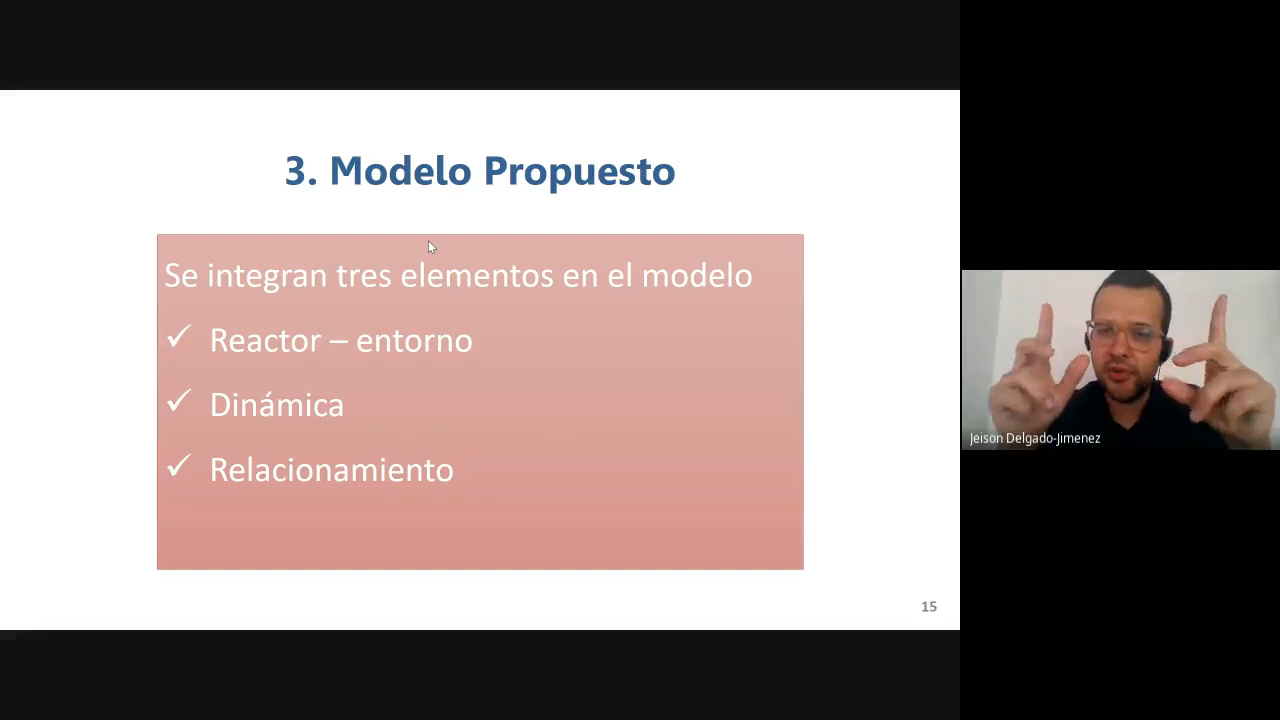 3. Modelo Propuesto
Se integran tres elementos en el modelo
✓ Reactor – entorno
✓ Dinámica
✓ Relacionamiento
15
Jeison Delgado-Jimenez